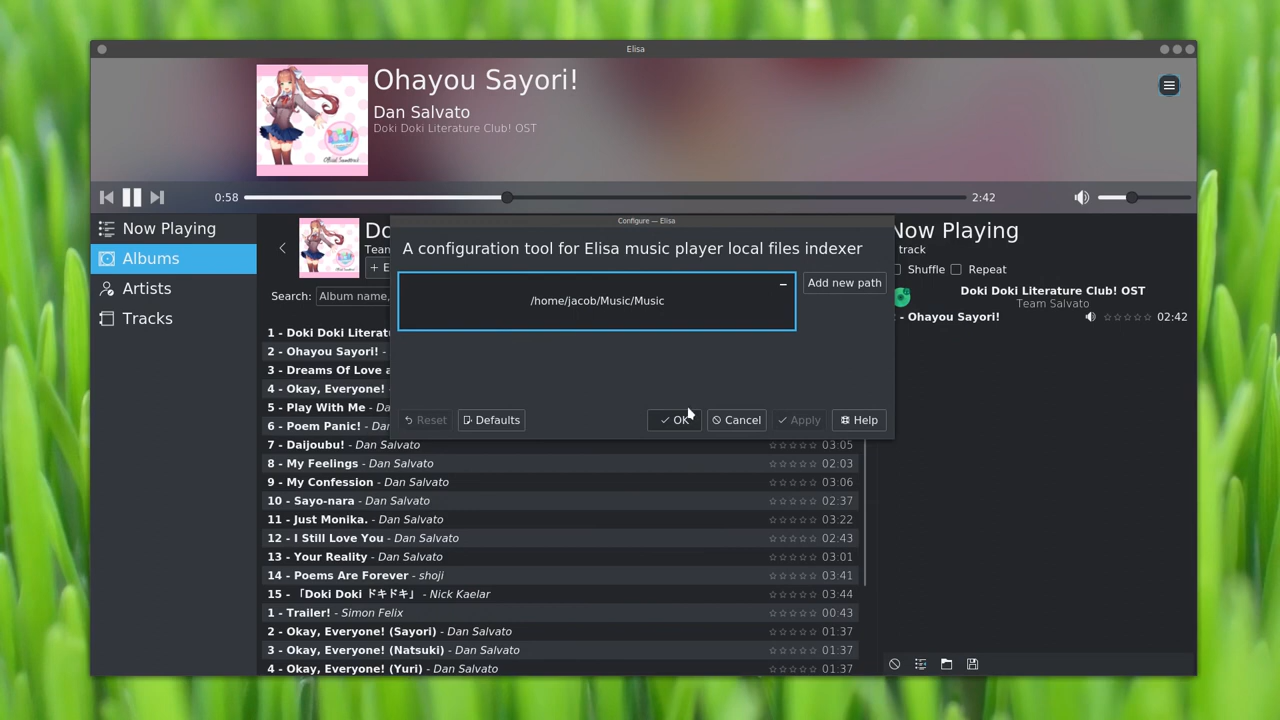 Elisa
Ohayou Sayori!
Dan Salvato
Doki Doki Literature Club! OST
0:58
2:42
Now Playing
Albums
Artists
Tracks
Do
Team
+ E
Search: Album name,
Configure — Elisa
A configuration tool for Elisa music player local files indexer
/home/jacob/Music/Music
Add new path
Reset
Defaults
OK
Cancel
Apply
Help
1 - Doki Doki Literat
2 - Ohayou Sayori! -
3 - Dreams Of Love a
4 - Okay, Everyone!
5 - Play With Me - Da
6 - Poem Panic! - Dan
7 - Daijoubu! - Dan Salvato 03:05
8 - My Feelings - Dan Salvato 02:03
9 - My Confession - Dan Salvato 03:06
10 - Sayo-nara - Dan Salvato 02:37
11 - Just Monika. - Dan Salvato 03:22
12 - I Still Love You - Dan Salvato 02:43
13 - Your Reality - Dan Salvato 03:01
14 - Poems Are Forever - shoji 03:41
15 - 「Doki Doki ドキドキ」 - Nick Kaelar 03:44
1 - Trailer! - Simon Felix 00:43
2 - Okay, Everyone! (Sayori) - Dan Salvato 01:37
3 - Okay, Everyone! (Natsuki) - Dan Salvato 01:37
4 - Okay, Everyone! (Yuri) - Dan Salvato 01:37
Now Playing
track
Shuffle
Repeat
Doki Doki Literature Club! OST
Team Salvato
- Ohayou Sayori! 02:42